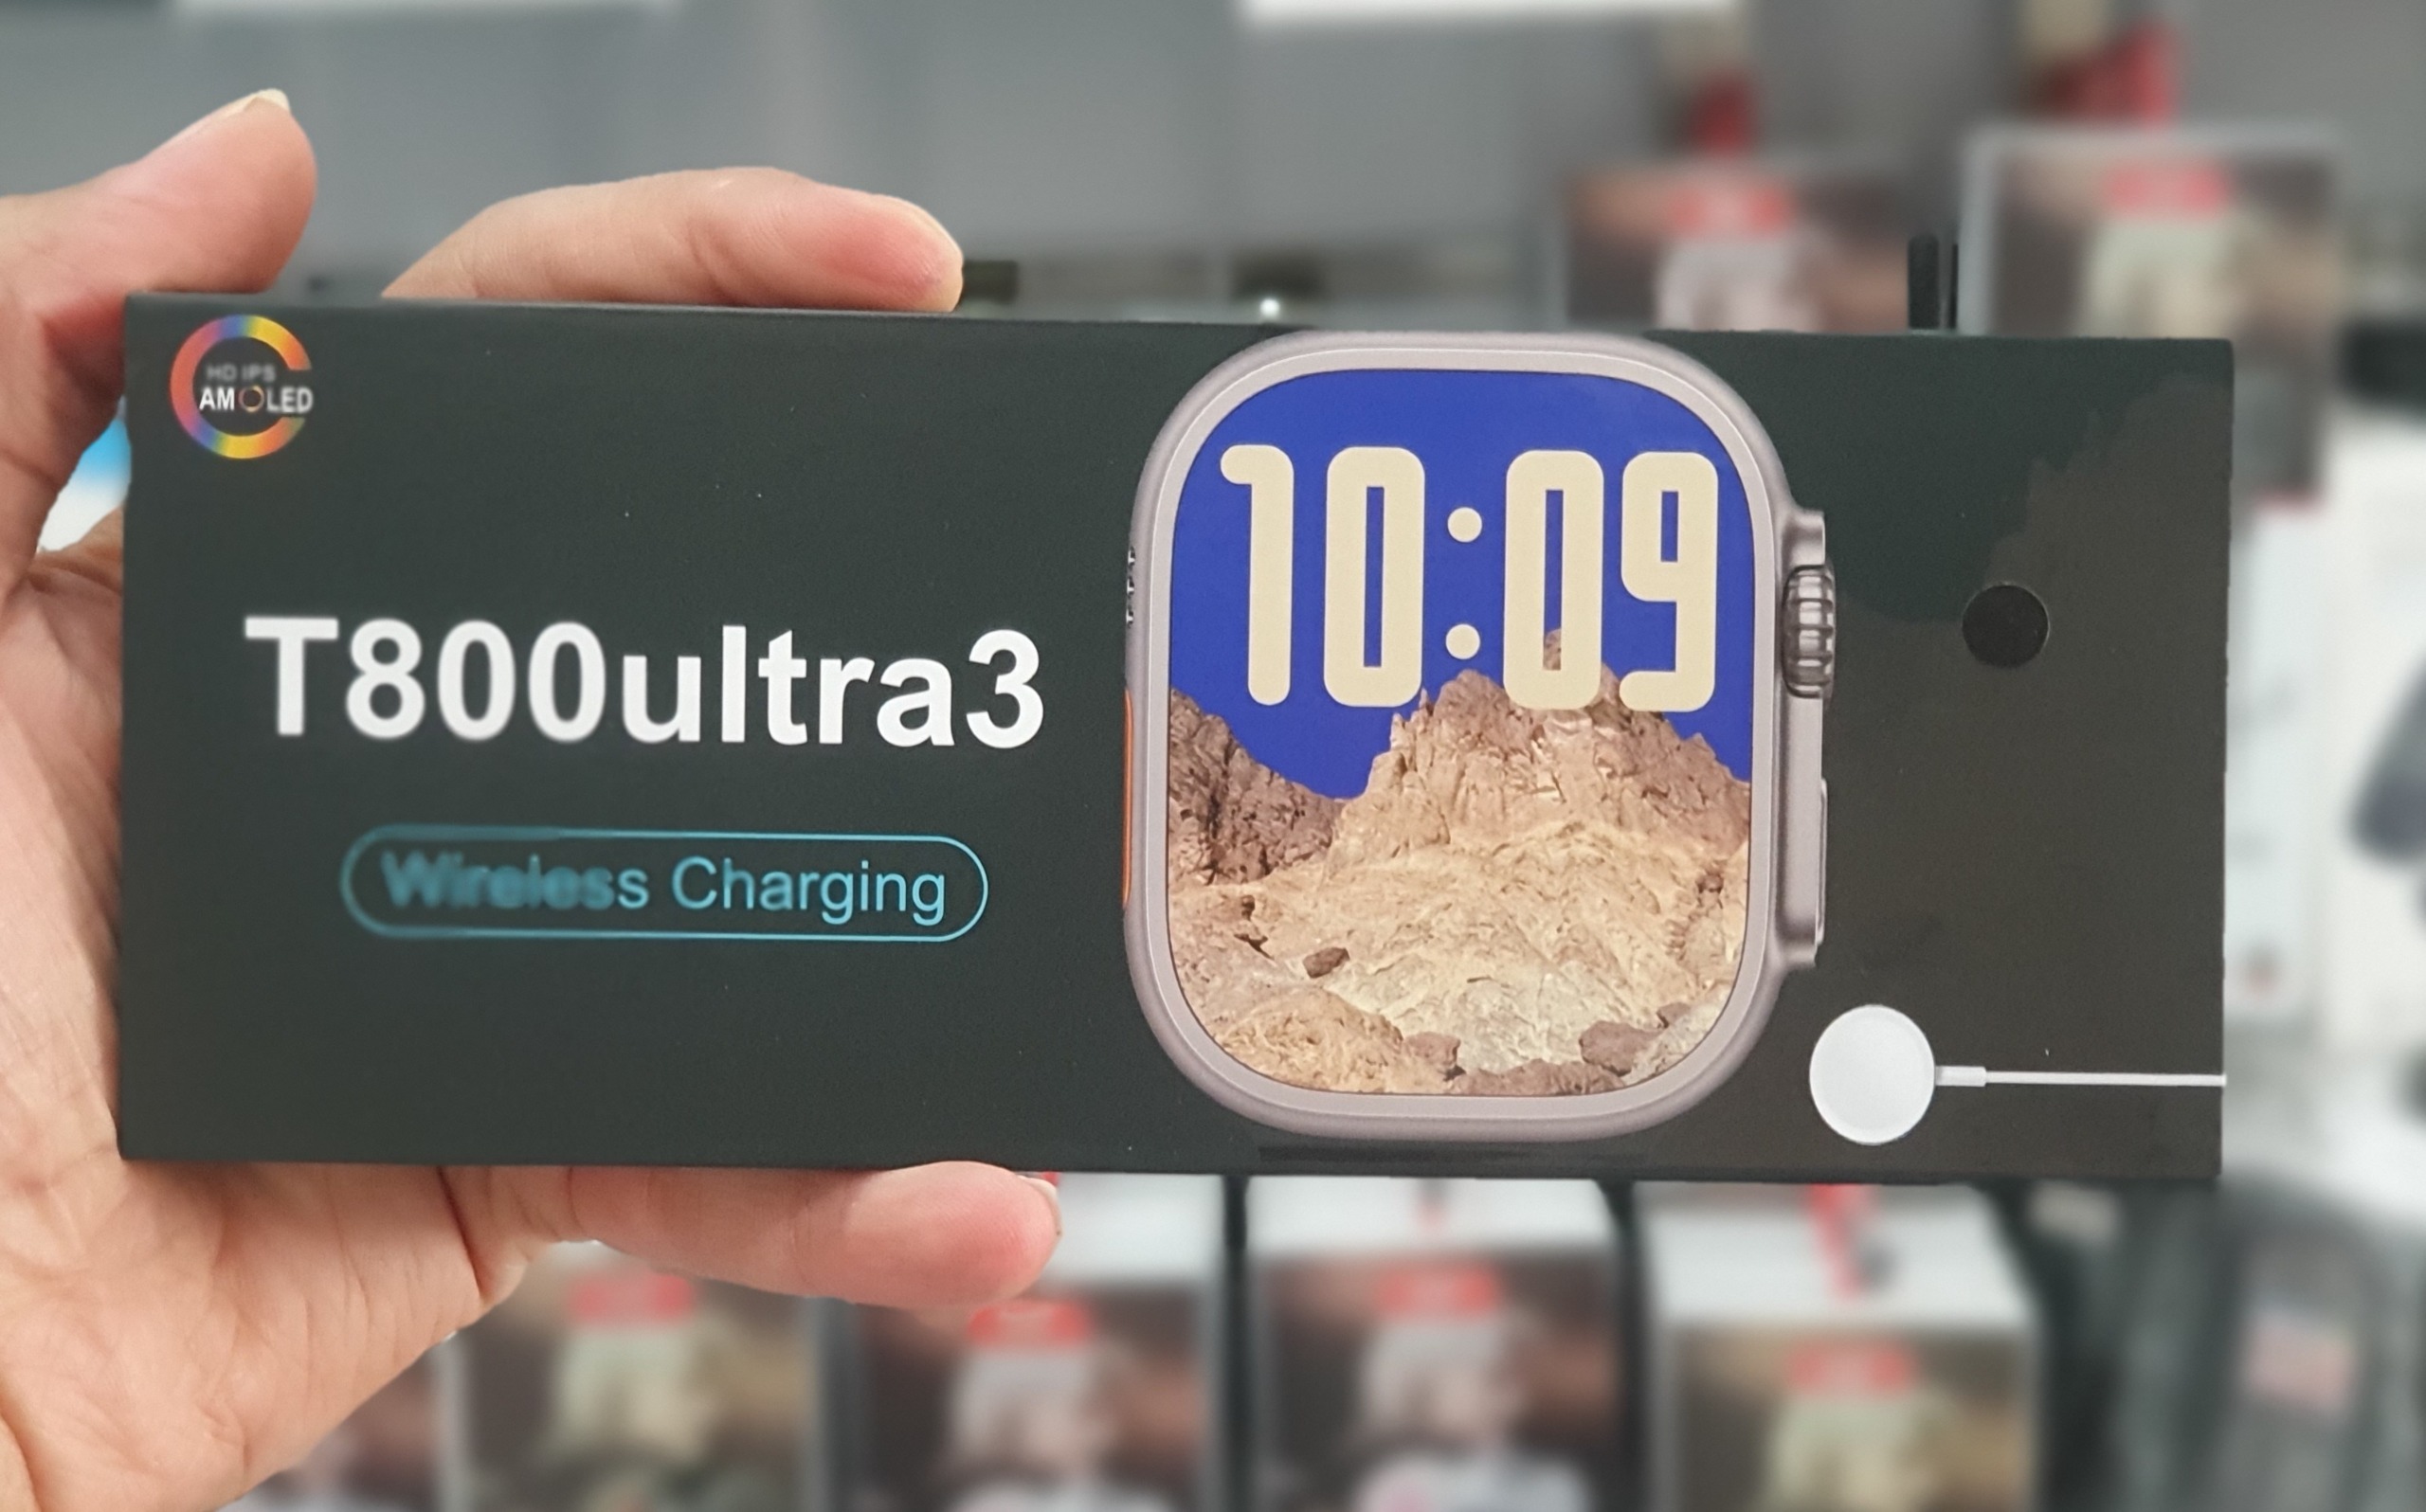 HD IPS
AMOLED
T800ultra3
Wireless Charging
10:09